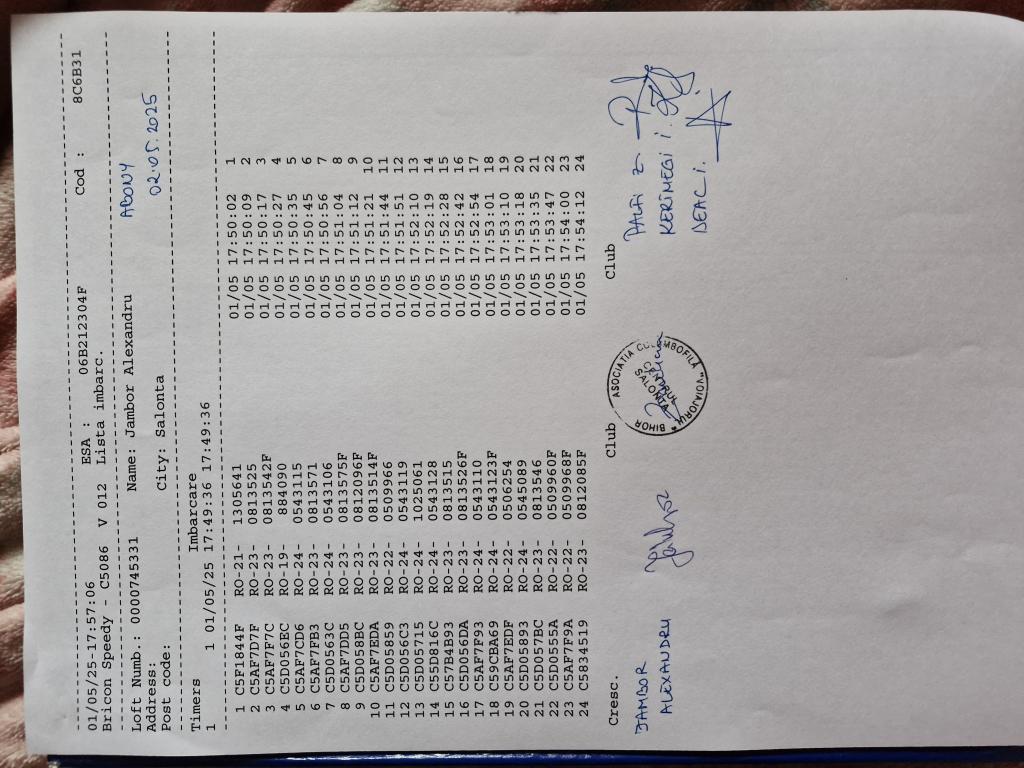 01/05/25-17:57:06 ESA : 06B212304F Cod : 8C6B31
Bricon Speedy - C5086 V 012 Lista imbarc.
Loft Numb.: 0000745331 Name: Jambor Alexandru
ABONY
Address:
Post code: City: Salonta
02.05.2025
Timers Imbarcare
1 1 01/05/25 17:49:36 17:49:36
1 C5F1844F RO-21- 1305641 01/05 17:50:02 1
2 C5AF7D7F RO-23- 0813525 01/05 17:50:09 2
3 C5AF7F7C RO-23- 0813542F 01/05 17:50:17 3
4 C5D056EC RO-19- 884090 01/05 17:50:27 4
5 C5AF7CD6 RO-24- 0543115 01/05 17:50:35 5
6 C5AF7FB3 RO-23- 0813571 01/05 17:50:45 6
7 C5D0563C RO-24- 0543106 01/05 17:50:56 7
8 C5AF7DD5 RO-23- 0813575F 01/05 17:51:04 8
9 C5D058BC RO-23- 0812096F 01/05 17:51:12 9
10 C5AF7EDA RO-23- 0813514F 01/05 17:51:21 10
11 C5D05859 RO-22- 0509966 01/05 17:51:44 11
12 C5D056C3 RO-24- 0543119 01/05 17:51:51 12
13 C5D05715 RO-24- 1025061 01/05 17:52:10 13
14 C55D816C RO-24- 0543128 01/05 17:52:19 14
15 C57B4B93 RO-23- 0813515 01/05 17:52:28 15
16 C5D056DA RO-23- 0813526F 01/05 17:52:42 16
17 C5AF7F93 RO-24- 0543110 01/05 17:52:54 17
18 C59CBA69 RO-24- 0543123F 01/05 17:53:01 18
19 C5AF7EDF RO-22- 0506254 01/05 17:53:10 19
20 C5D05893 RO-24- 0545089 01/05 17:53:18 20
21 C5D057BC RO-23- 0813546 01/05 17:53:35 21
22 C5D0555A RO-22- 0509960F 01/05 17:53:47 22
23 C5AF7F9A RO-22- 0509968F 01/05 17:54:00 23
24 C5834519 RO-23- 0812085F 01/05 17:54:12 24
Cresc. Club Club
JAMBOR
ALEXANDRU
ASOCIATIA COLUMBOFILA "VOIAJORUL" BIHOR
CENTRUL
SALONTA
PALFI Z
KERIMEGI i.
DEAC i.